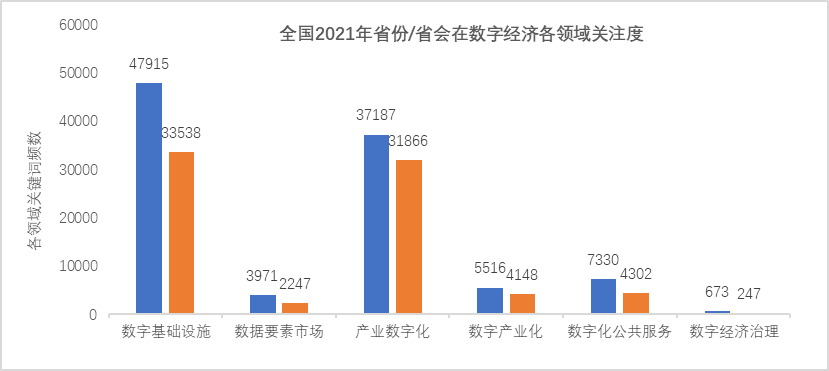 全国2021年省份/省会在数字经济各领域关注度
各领域关键词频数
60000
50000
40000
30000
20000
10000
0
47915
33538
3971
2247
37187
31866
5516
4148
7330
4302
673
247
数字基础设施
数据要素市场
产业数字化
数字产业化
数字化公共服务
数字经济治理